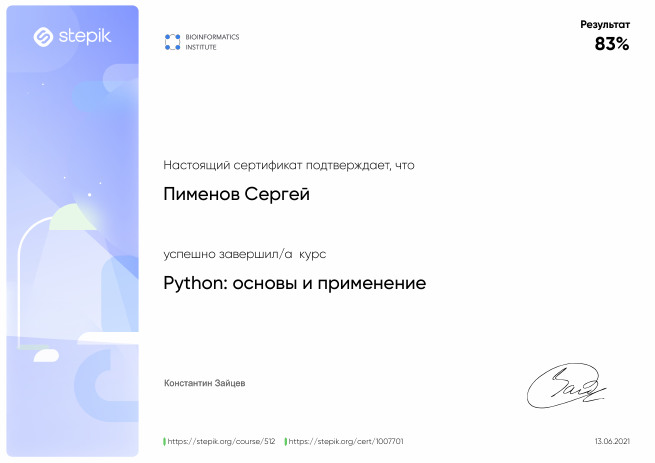 stepik
BIOINFORMATICS
INSTITUTE
Результат
83%
Настоящий сертификат подтверждает, что
Пименов Сергей
успешно завершил/а курс
Python: основы и применение
Константин Зайцев
https://stepik.org/course/512 https://stepik.org/cert/1007701
13.06.2021